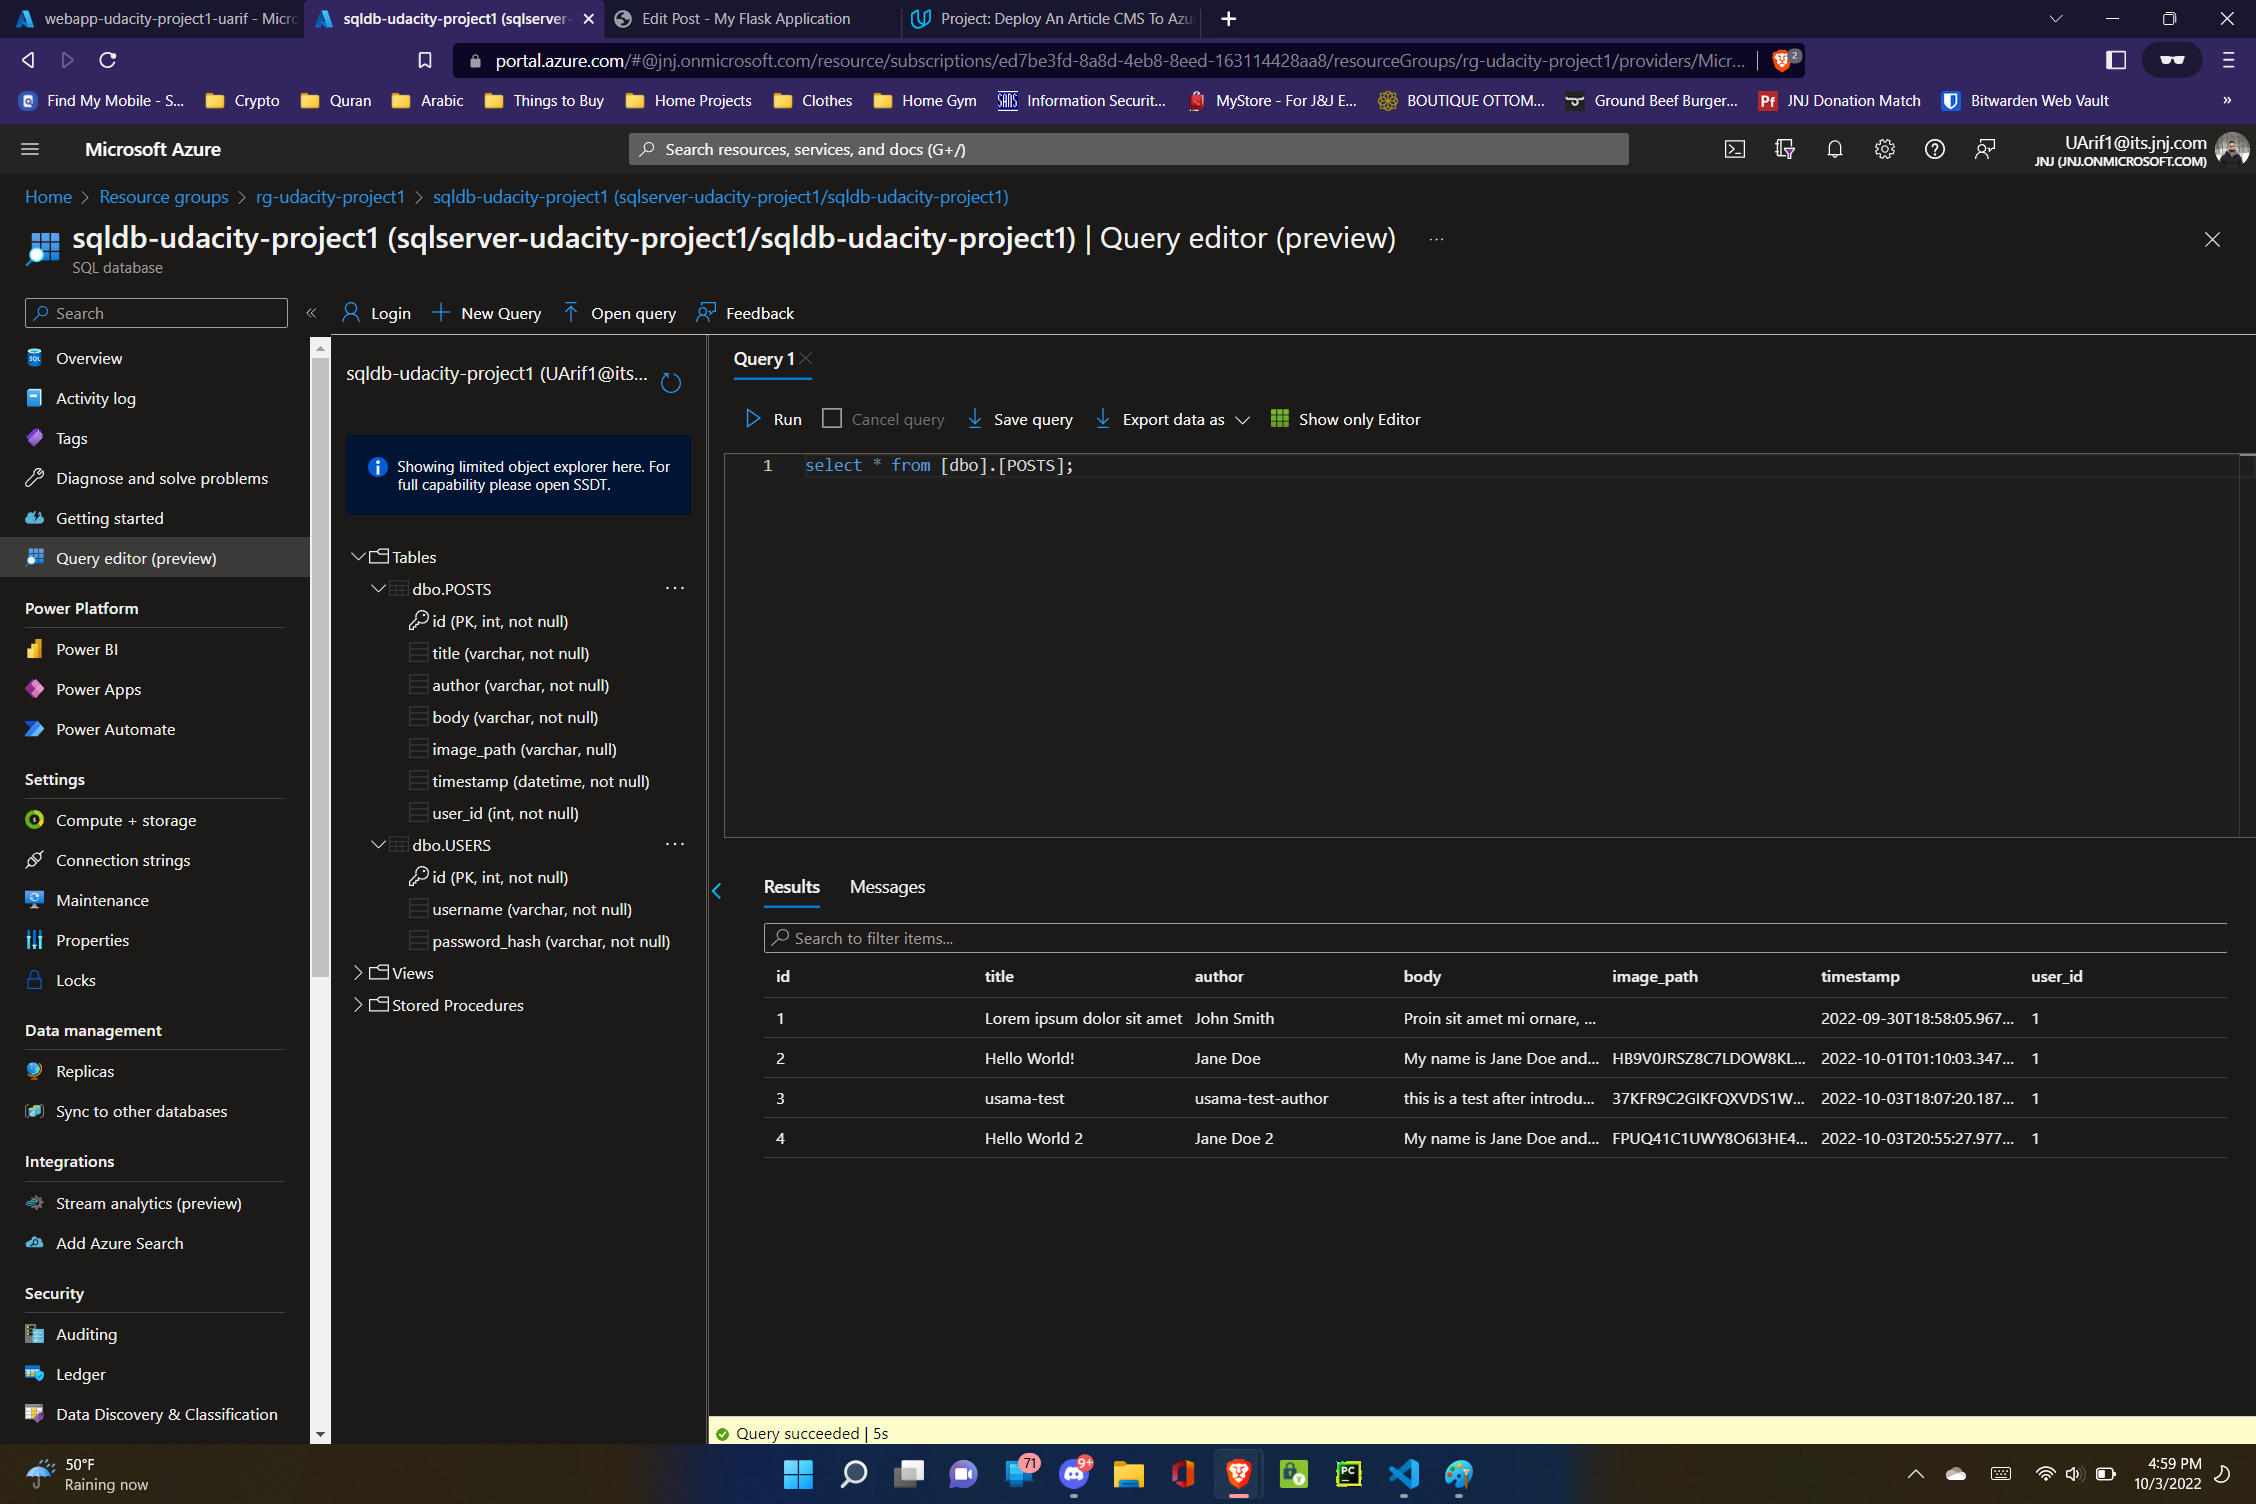 webapp-udacity-project1-uarif - Micro
sqldb-udacity-project1 (sqlserver-
Edit Post - My Flask Application
Project: Deploy An Article CMS To Azu
portal.azure.com/#@jnj.onmicrosoft.com/resource/subscriptions/ed7be3fd-8a8d-4eb8-8eed-163114428aa8/resourceGroups/rg-udacity-project1/providers/Micr...
2
Find My Mobile - S...
Crypto
Quran
Arabic
Things to Buy
Home Projects
Clothes
Home Gym
SANS
Information Securit...
MyStore - For J&J E...
BOUTIQUE OTTOM...
Ground Beef Burger...
Pf
JNJ Donation Match
Bitwarden Web Vault
»
Microsoft Azure
Search resources, services, and docs (G+/)
UArif1@its.jnj.com
JNJ (JNJ.ONMICROSOFT.COM)
Home > Resource groups > rg-udacity-project1 > sqldb-udacity-project1 (sqlserver-udacity-project1/sqldb-udacity-project1)
sqldb-udacity-project1 (sqlserver-udacity-project1/sqldb-udacity-project1) | Query editor (preview) ...
SQL database
Search
«
Login
New Query
Open query
Feedback
Overview
Activity log
Tags
Diagnose and solve problems
Getting started
Query editor (preview)
Power Platform
Power BI
Power Apps
Power Automate
Settings
Compute + storage
Connection strings
Maintenance
Properties
Locks
Data management
Replicas
Sync to other databases
Integrations
Stream analytics (preview)
Add Azure Search
Security
Auditing
Ledger
Data Discovery & Classification
sqldb-udacity-project1 (UArif1@its...
Showing limited object explorer here. For
full capability please open SSDT.
Tables
dbo.POSTS ...
id (PK, int, not null)
title (varchar, not null)
author (varchar, not null)
body (varchar, not null)
image_path (varchar, null)
timestamp (datetime, not null)
user_id (int, not null)
dbo.USERS ...
id (PK, int, not null)
username (varchar, not null)
password_hash (varchar, not null)
Views
Stored Procedures
Query 1
Run
Cancel query
Save query
Export data as
Show only Editor
1 select * from [dbo].[POSTS];
Results
Messages
Search to filter items...
id title author body image_path timestamp user_id
1 Lorem ipsum dolor sit amet John Smith Proin sit amet mi ornare, ... 2022-09-30T18:58:05.967... 1
2 Hello World! Jane Doe My name is Jane Doe and... HB9V0JRSZ8C7LDOW8KL... 2022-10-01T01:10:03.347... 1
3 usama-test usama-test-author this is a test after introdu... 37KFR9C2GIKFQXVDS1W... 2022-10-03T18:07:20.187... 1
4 Hello World 2 Jane Doe 2 My name is Jane Doe and... FPUQ41C1UWY8O6I3HE4... 2022-10-03T20:55:27.977... 1
Query succeeded | 5s
50°F
Raining now
71
9+
PC
4:59 PM
10/3/2022